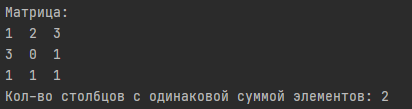 Матрица:
1 2 3
3 0 1
1 1 1
Кол-во столбцов с одинаковой суммой элементов: 2